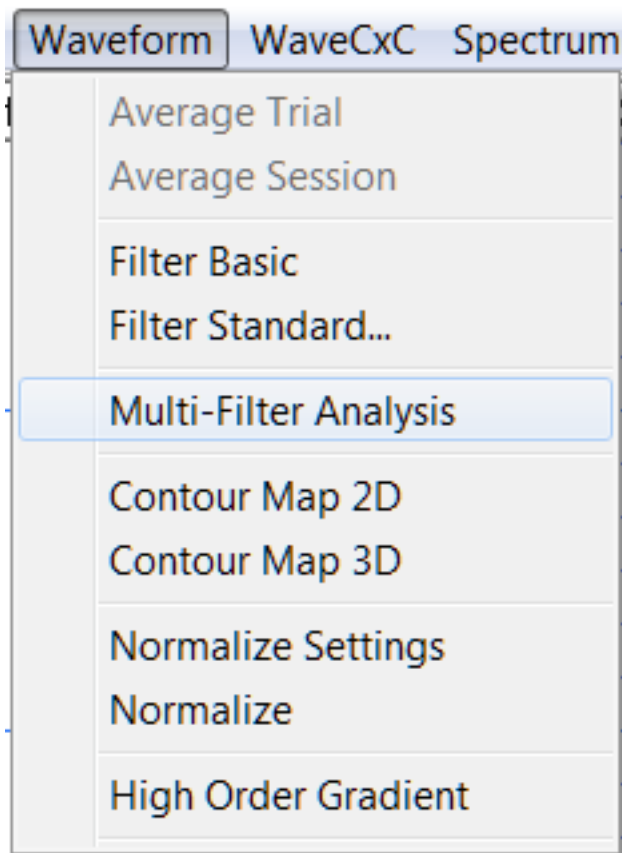 Waveform WaveCxC Spectrum
Average Trial
Average Session
Filter Basic
Filter Standard...
Multi-Filter Analysis
Contour Map 2D
Contour Map 3D
Normalize Settings
Normalize
High Order Gradient